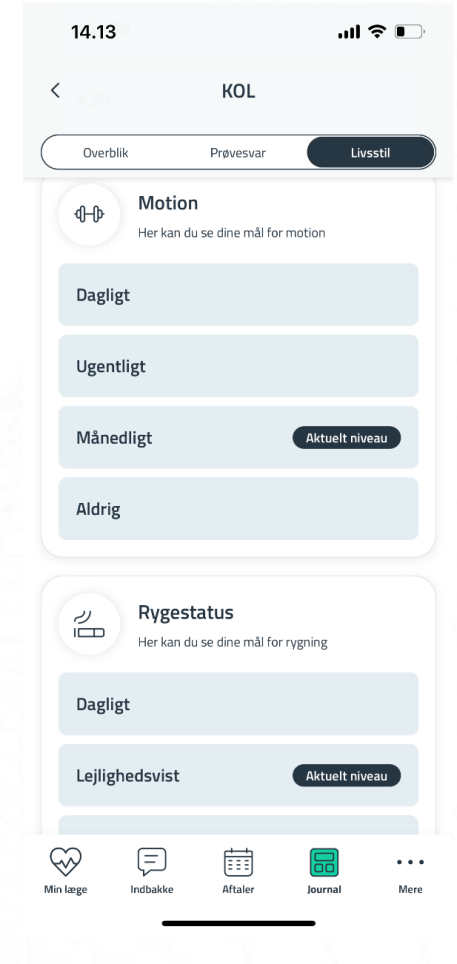 14.13
KOL
Overblik
Prøvesvar
Livsstil
Motion
Her kan du se dine mål for motion
Dagligt
Ugentligt
Månedligt
Aktuelt niveau
Aldrig
Rygestatus
Her kan du se dine mål for rygning
Dagligt
Lejlighedsvist
Aktuelt niveau
Min læge
Indbakke
Aftaler
Journal
Mere